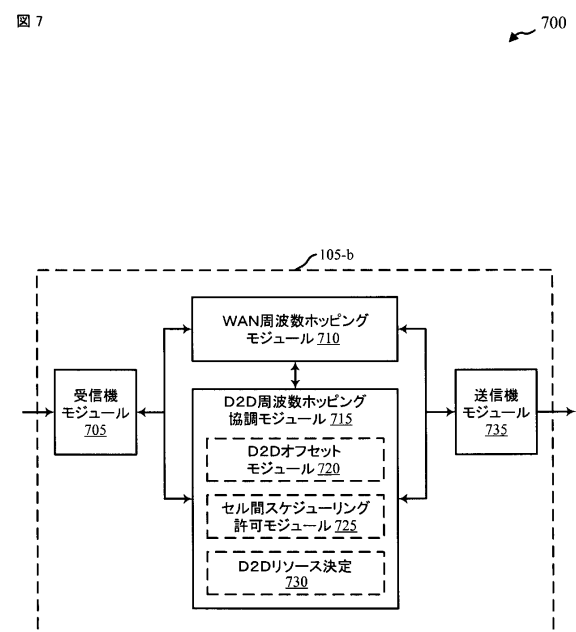 図 7
700
105-b
WAN周波数ホッピング
モジュール 710
受信機
モジュール
705
D2D周波数ホッピング
協調モジュール 715
D2Dオフセット
モジュール 720
セル間スケジューリング
許可モジュール 725
D2Dリソース決定
730
送信機
モジュール
735